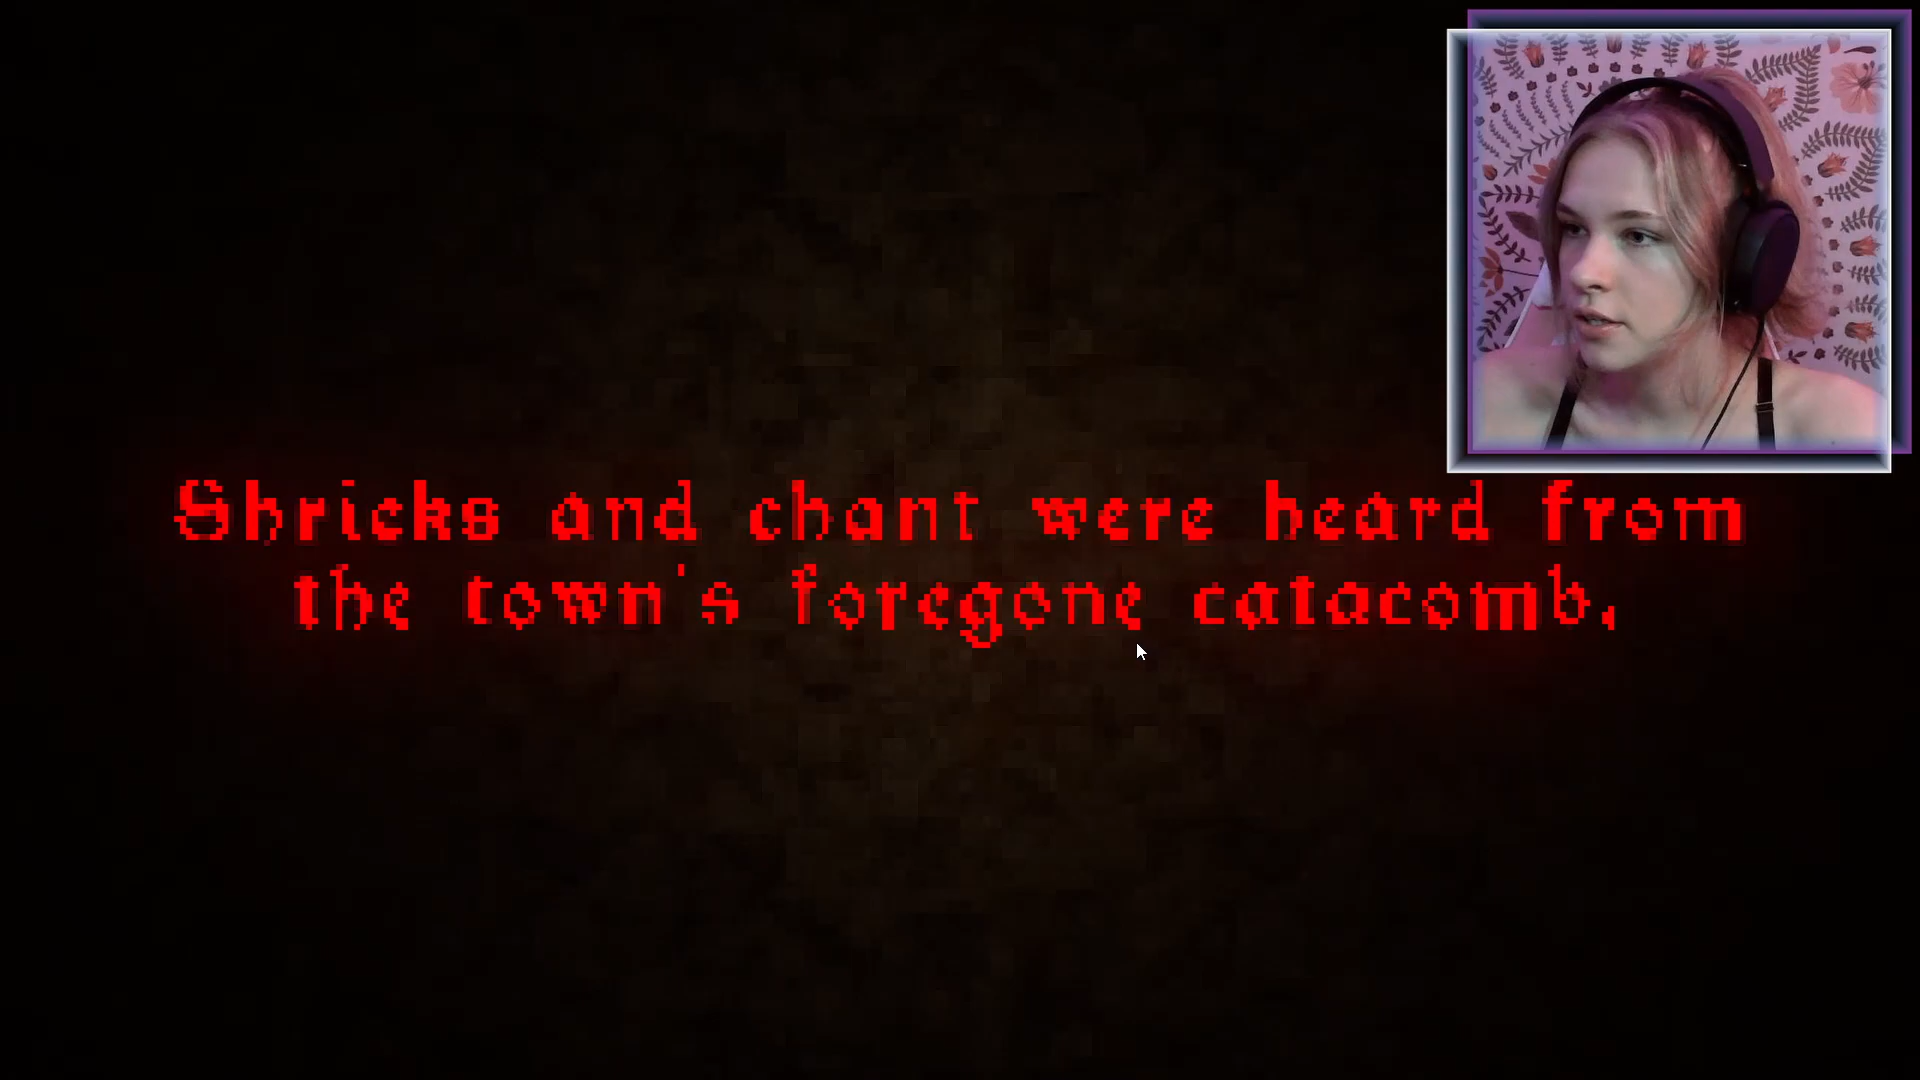 Shrieks and chant were heard from
the town's foregone catacomb.